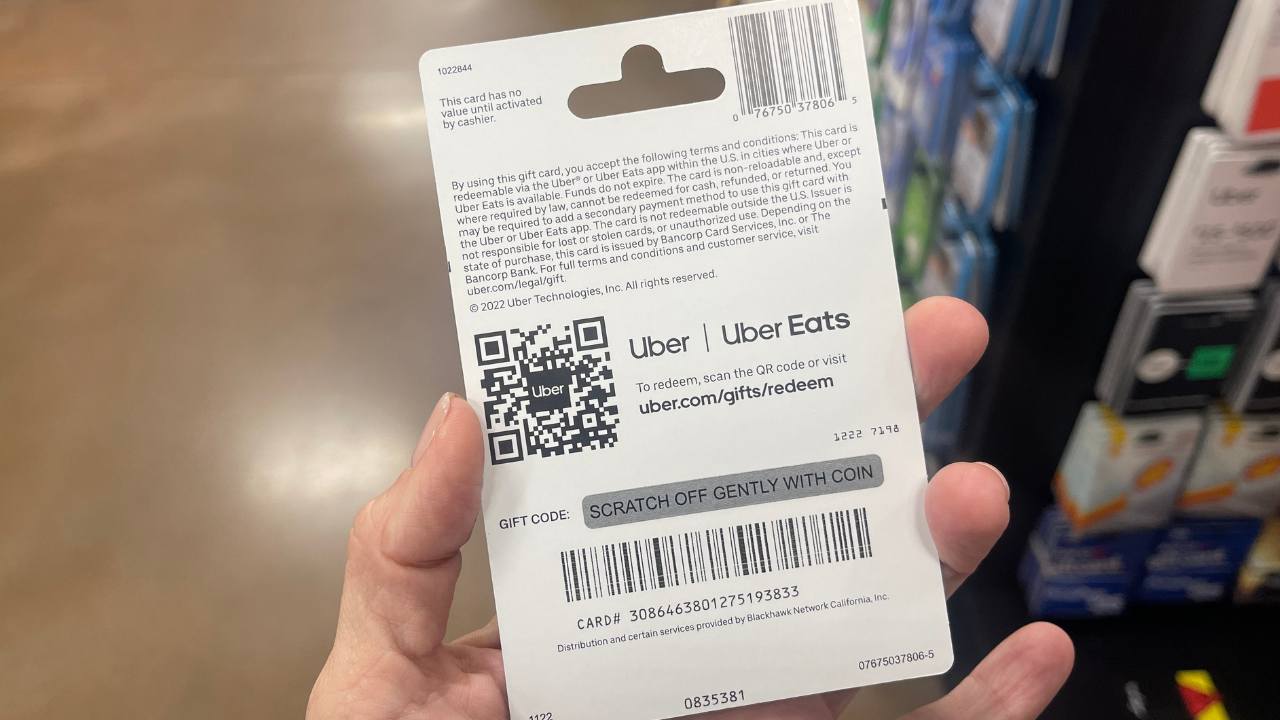 1022844
This card has no
value until activated
by cashier.
0 76750 37806 5
By using this gift card, you accept the following terms and conditions: This card is
redeemable via the Uber® or Uber Eats app within the U.S. in cities where Uber or
Uber Eats is available. Funds do not expire. The card is non-reloadable and, except
where required by law, cannot be redeemed for cash, refunded, or returned. You
may be required to add a secondary payment method to use this gift card with
the Uber or Uber Eats app. The card is not redeemable outside the U.S. Issuer is
not responsible for lost or stolen cards, or unauthorized use. Depending on the
state of purchase, this card is issued by Bancorp Card Services, Inc. or The
Bancorp Bank. For full terms and conditions and customer service, visit
uber.com/legal/gift.
© 2022 Uber Technologies, Inc. All rights reserved.
Uber
Uber | Uber Eats
To redeem, scan the QR code or visit
uber.com/gifts/redeem
1222 7198
GIFT CODE: SCRATCH OFF GENTLY WITH COIN
CARD# 3086463801275193833
Distribution and certain services provided by Blackhawk Network California, Inc.
07675037806-5
0835381
1122
Uber